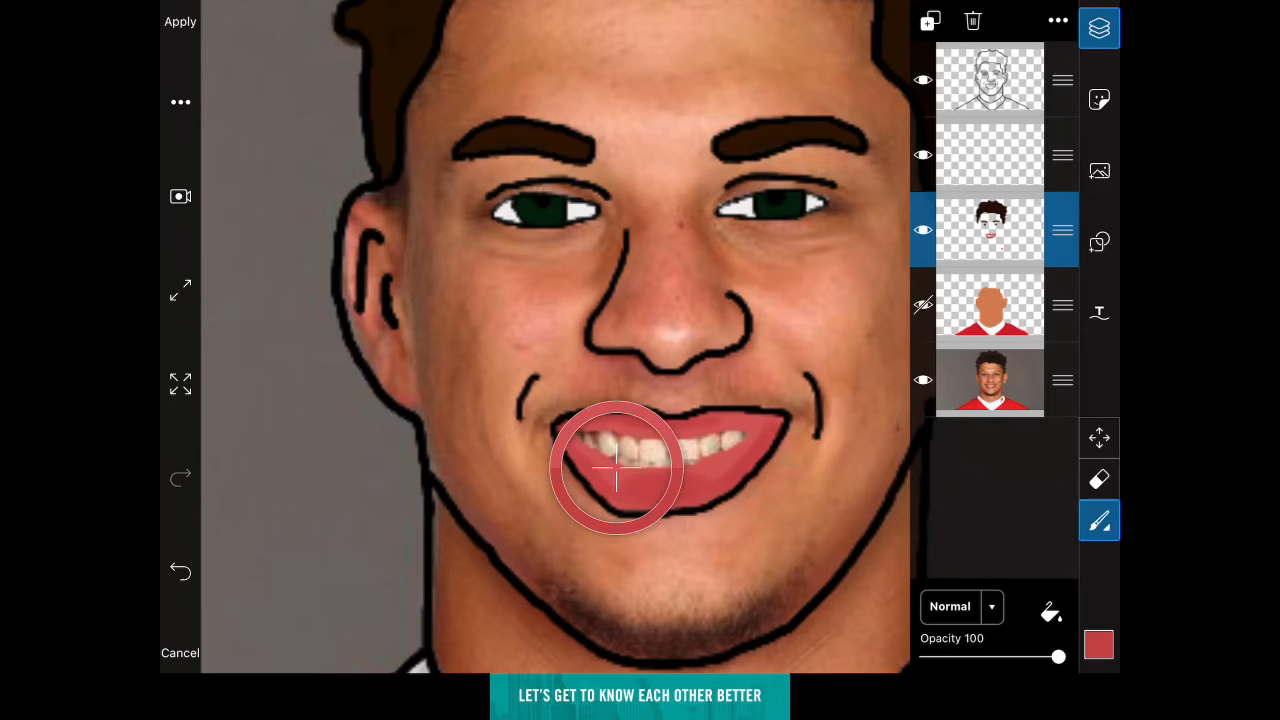 Apply
Normal
Opacity 100
Cancel
LET'S GET TO KNOW EACH OTHER BETTER